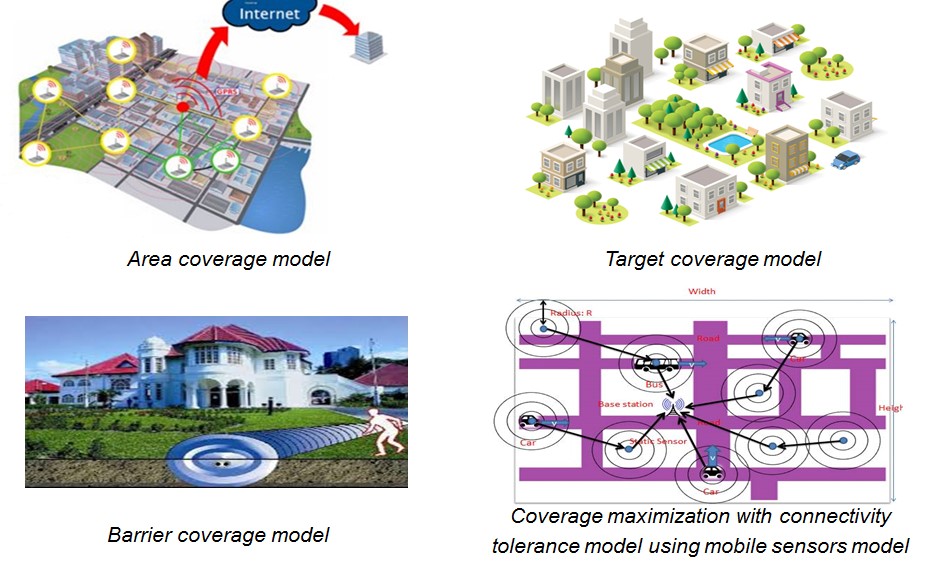 Internet
GPRS
Area coverage model
Target coverage model
Barrier coverage model
Width
Radius: R
Road
Car
V
V
Bus
Base station
Road
Heigh
V
Car
Static Sensor
V
Car
Coverage maximization with connectivity
tolerance model using mobile sensors model